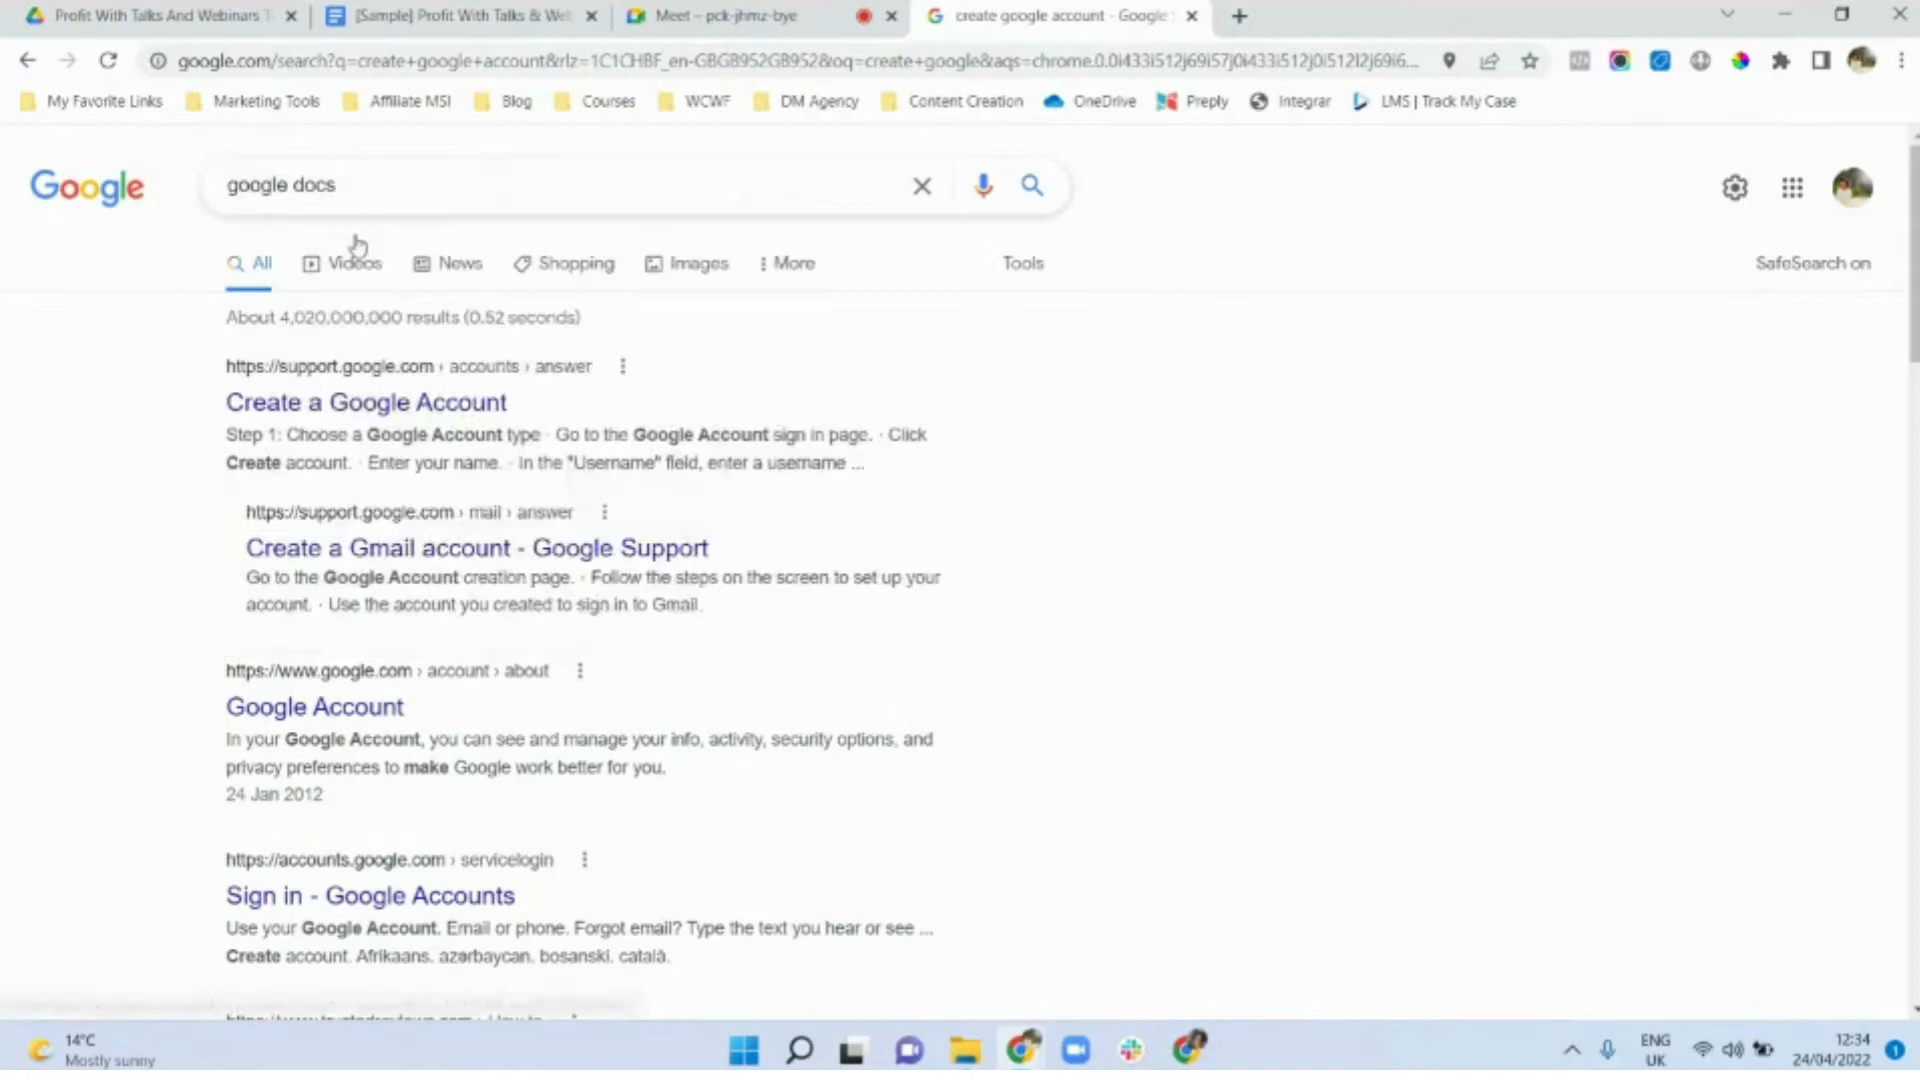 Profit With Talks And Webinars T
[Sample] Profit With Talks & Wel
Meet – pck-jhmz-bye
create google account - Google S
google.com/search?q=create+google+account&rlz=1C1CHBF_en-GBGB952GB952&oq=create+google&aqs=chrome.0.0i433i512j69i57j0i433i512j0i512l2j69i6...
My Favorite Links
Marketing Tools
Affiliate MSI
Blog
Courses
WCWF
DM Agency
Content Creation
OneDrive
Preply
Integrar
LMS | Track My Case
Google
google docs
All
Videos
News
Shopping
Images
More
Tools
SafeSearch on
About 4,020,000,000 results (0.52 seconds)
https://support.google.com › accounts › answer
Create a Google Account
Step 1: Choose a Google Account type · Go to the Google Account sign in page. · Click
Create account. · Enter your name. · In the "Username" field, enter a username ...
https://support.google.com › mail › answer
Create a Gmail account - Google Support
Go to the Google Account creation page. · Follow the steps on the screen to set up your
account. · Use the account you created to sign in to Gmail.
https://www.google.com › account › about
Google Account
In your Google Account, you can see and manage your info, activity, security options, and
privacy preferences to make Google work better for you.
24 Jan 2012
https://accounts.google.com › servicelogin
Sign in - Google Accounts
Use your Google Account. Email or phone. Forgot email? Type the text you hear or see ...
Create account. Afrikaans. azərbaycan. bosanski. català.
14°C
Mostly sunny
ENG
UK
12:34
24/04/2022
1